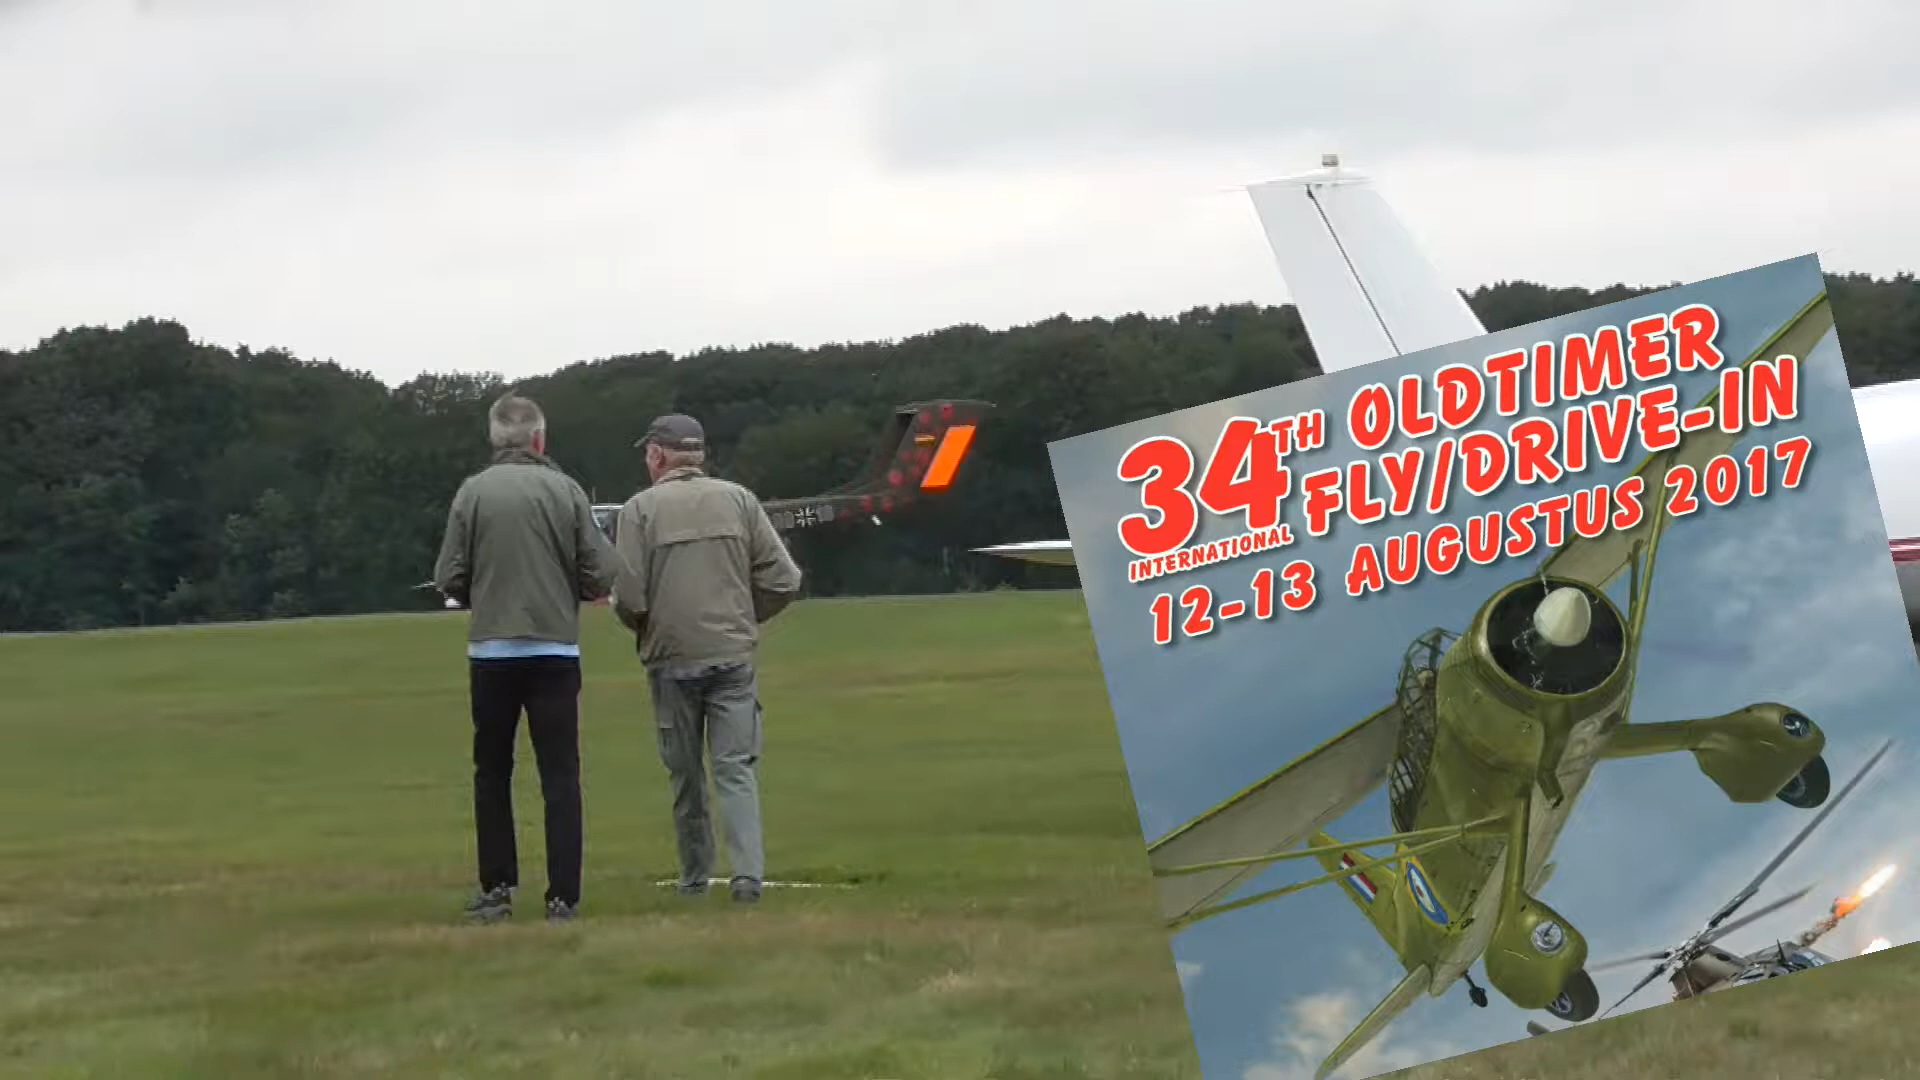 34TH OLDTIMER
INTERNATIONAL FLY/DRIVE-IN
12-13 AUGUSTUS 2017